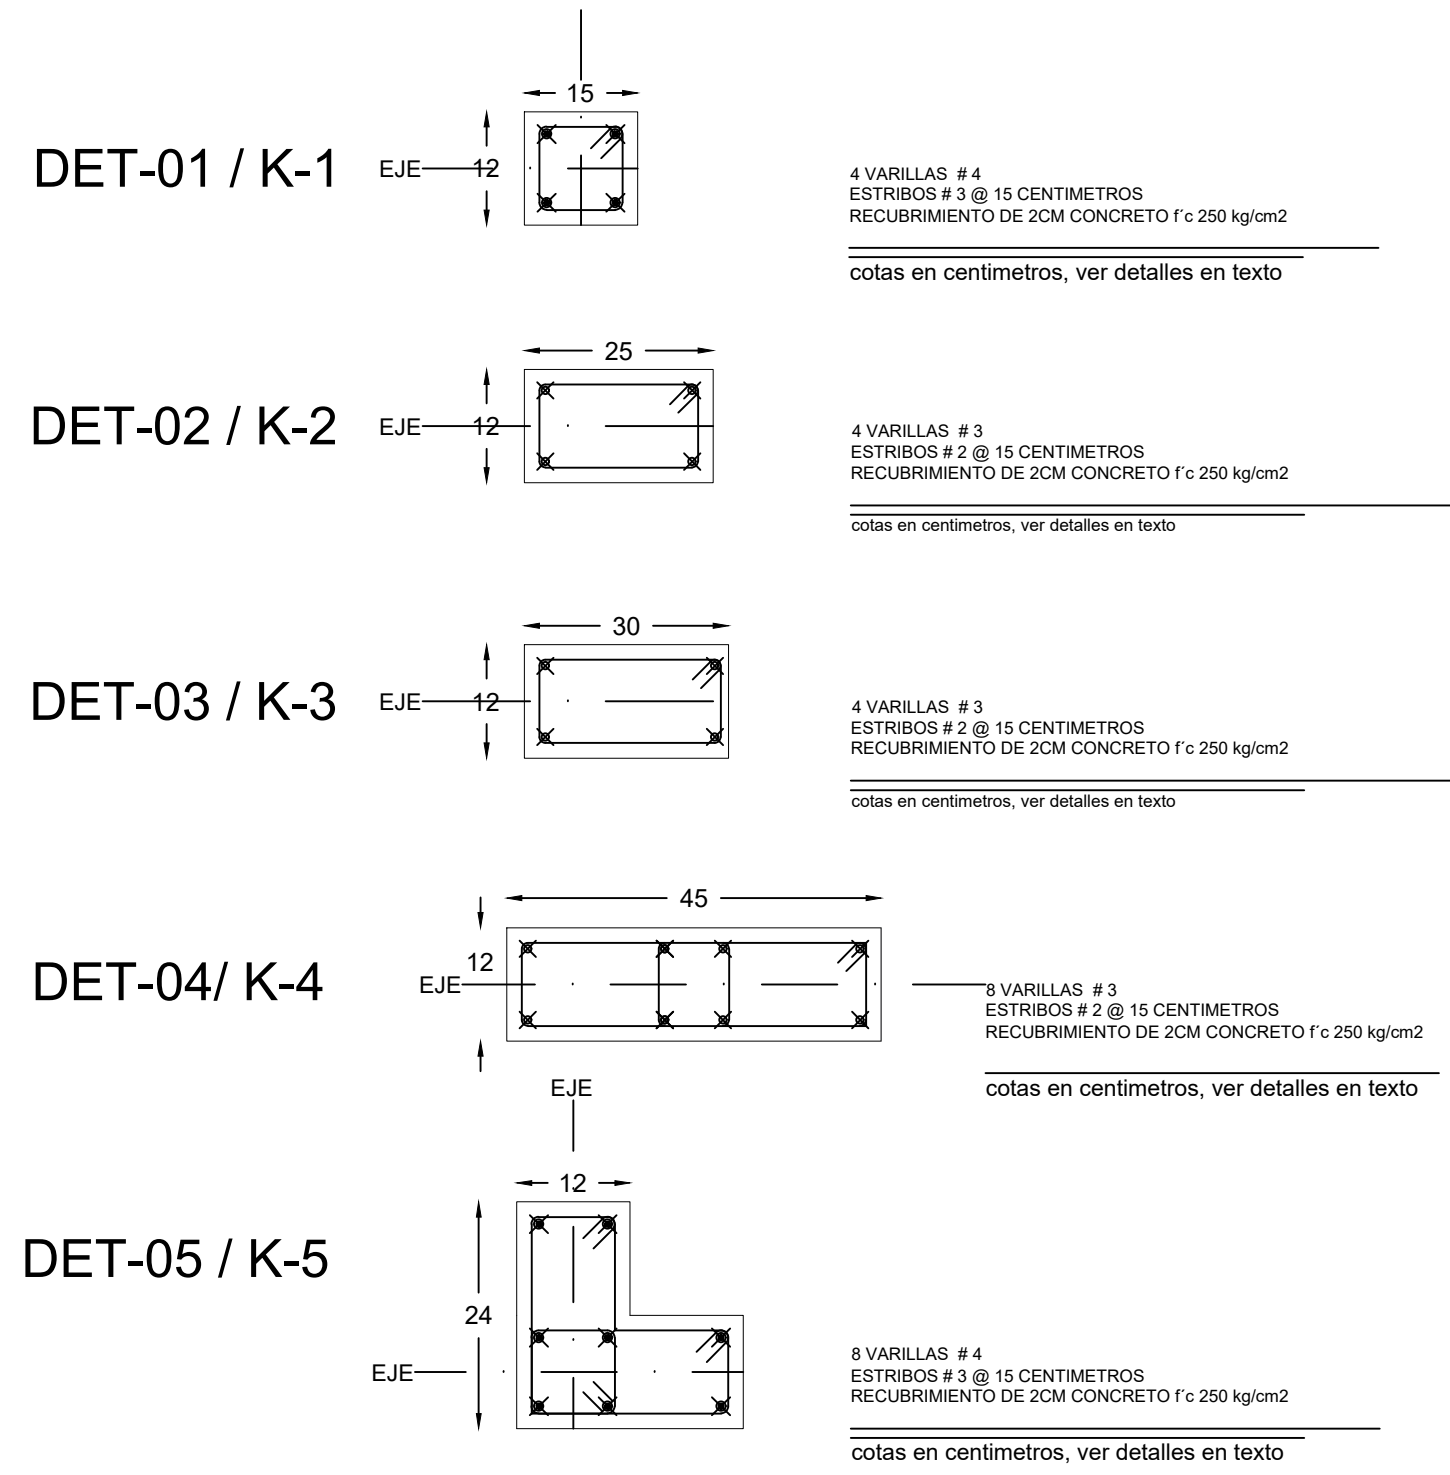 15
DET-01 / K-1
EJE
12
4 VARILLAS # 4
ESTRIBOS # 3 @ 15 CENTIMETROS
RECUBRIMIENTO DE 2CM CONCRETO f´c 250 kg/cm2
cotas en centimetros, ver detalles en texto
25
DET-02 / K-2
EJE
12
4 VARILLAS # 3
ESTRIBOS # 2 @ 15 CENTIMETROS
RECUBRIMIENTO DE 2CM CONCRETO f´c 250 kg/cm2
cotas en centimetros, ver detalles en texto
30
DET-03 / K-3
EJE
12
4 VARILLAS # 3
ESTRIBOS # 2 @ 15 CENTIMETROS
RECUBRIMIENTO DE 2CM CONCRETO f´c 250 kg/cm2
cotas en centimetros, ver detalles en texto
45
DET-04/ K-4
12
EJE
8 VARILLAS # 3
ESTRIBOS # 2 @ 15 CENTIMETROS
RECUBRIMIENTO DE 2CM CONCRETO f´c 250 kg/cm2
cotas en centimetros, ver detalles en texto
EJE
12
DET-05 / K-5
24
EJE
8 VARILLAS # 4
ESTRIBOS # 3 @ 15 CENTIMETROS
RECUBRIMIENTO DE 2CM CONCRETO f´c 250 kg/cm2
cotas en centimetros, ver detalles en texto